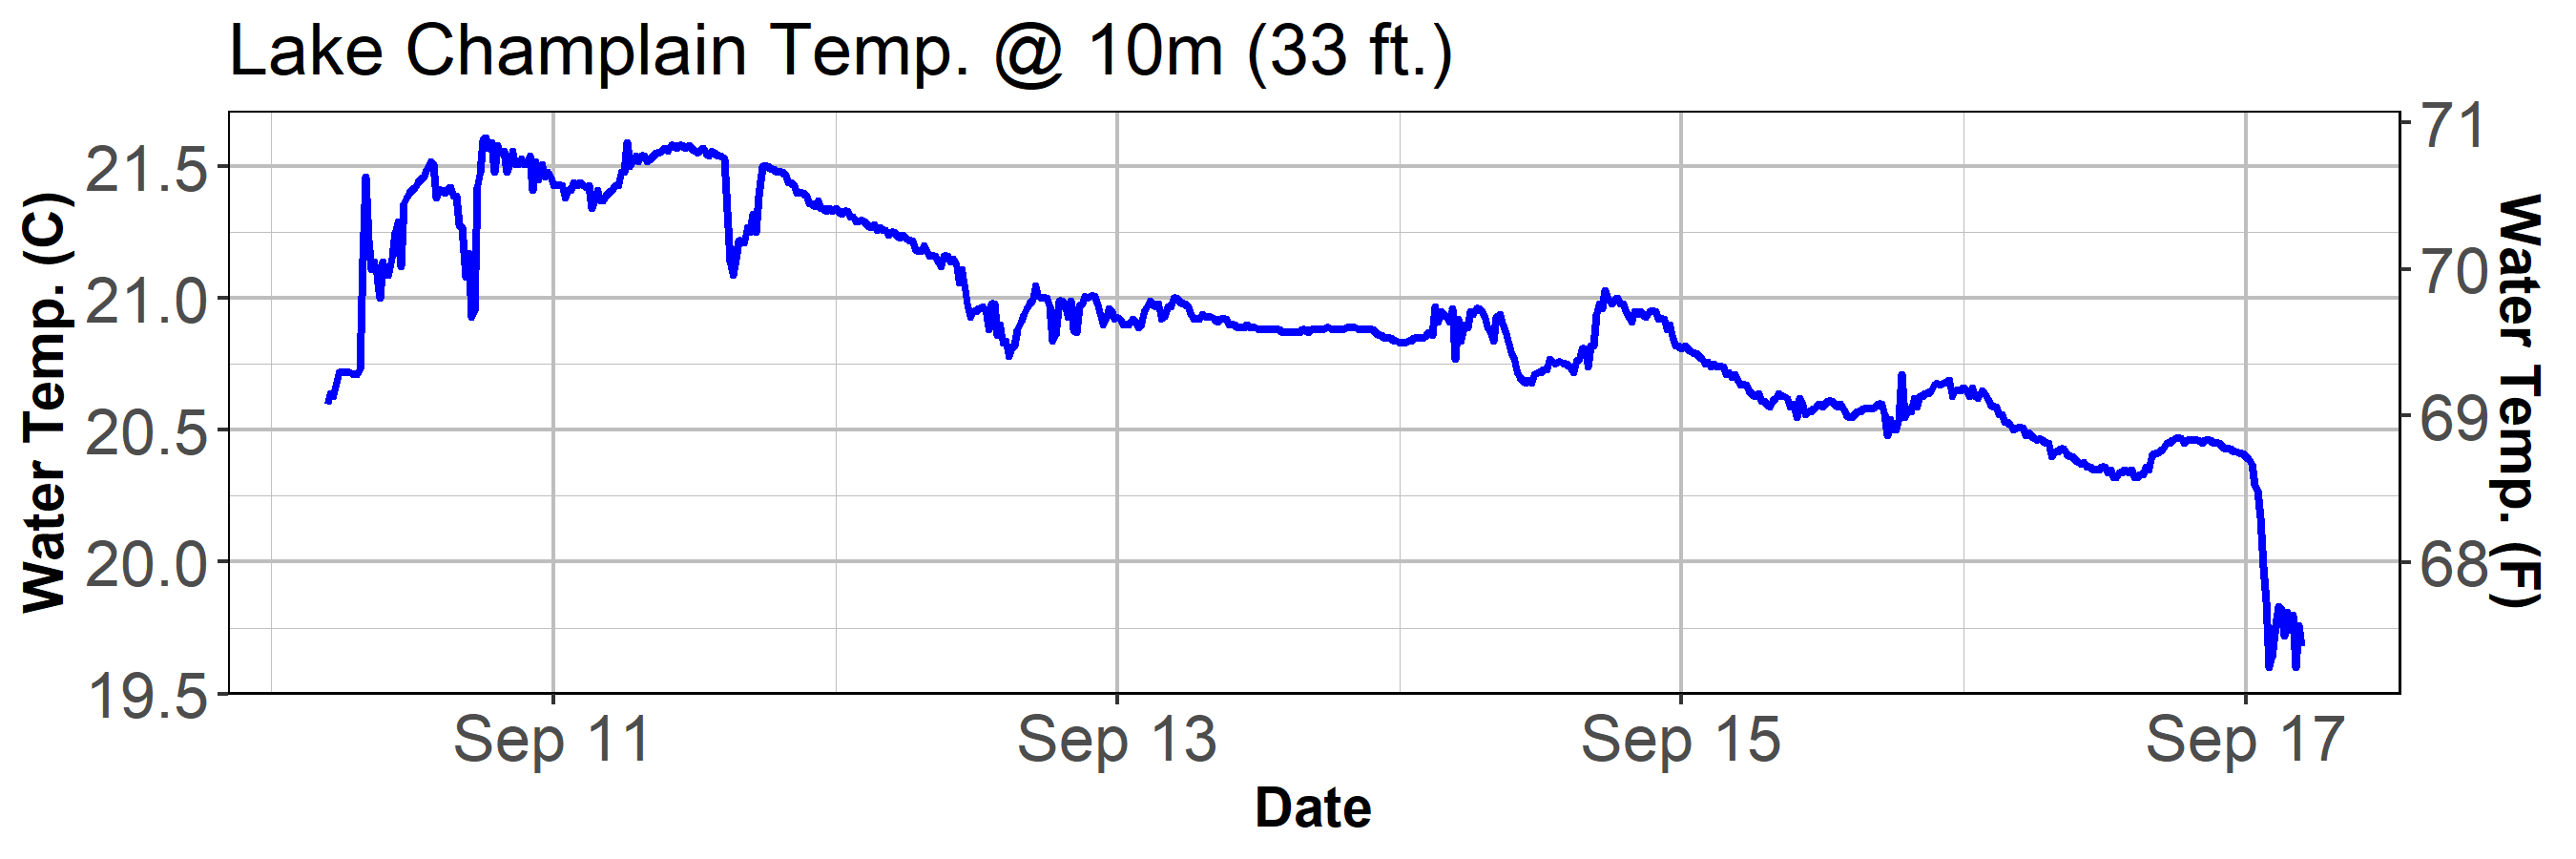 Lake Champlain Temp. @ 10m (33 ft.)
Water Temp. (C)
21.5
21.0
20.5
20.0
19.5
71
70
69
68
Water Temp. (F)
Sep 11 Sep 13 Sep 15 Sep 17
Date